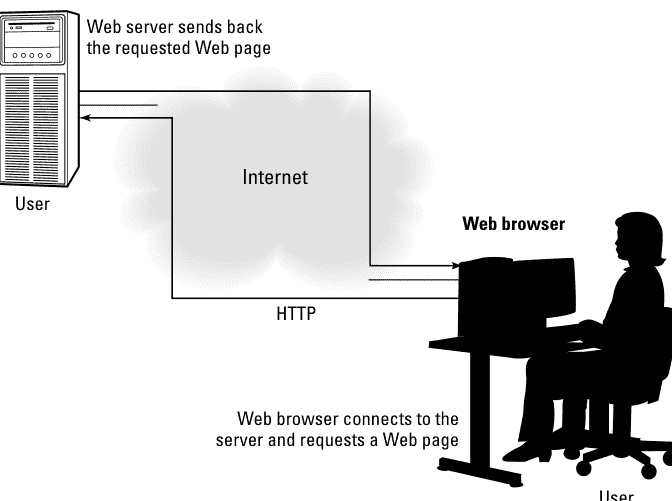 Web server sends back
the requested Web page
User
Internet
Web browser
HTTP
Web browser connects to the
server and requests a Web page
User